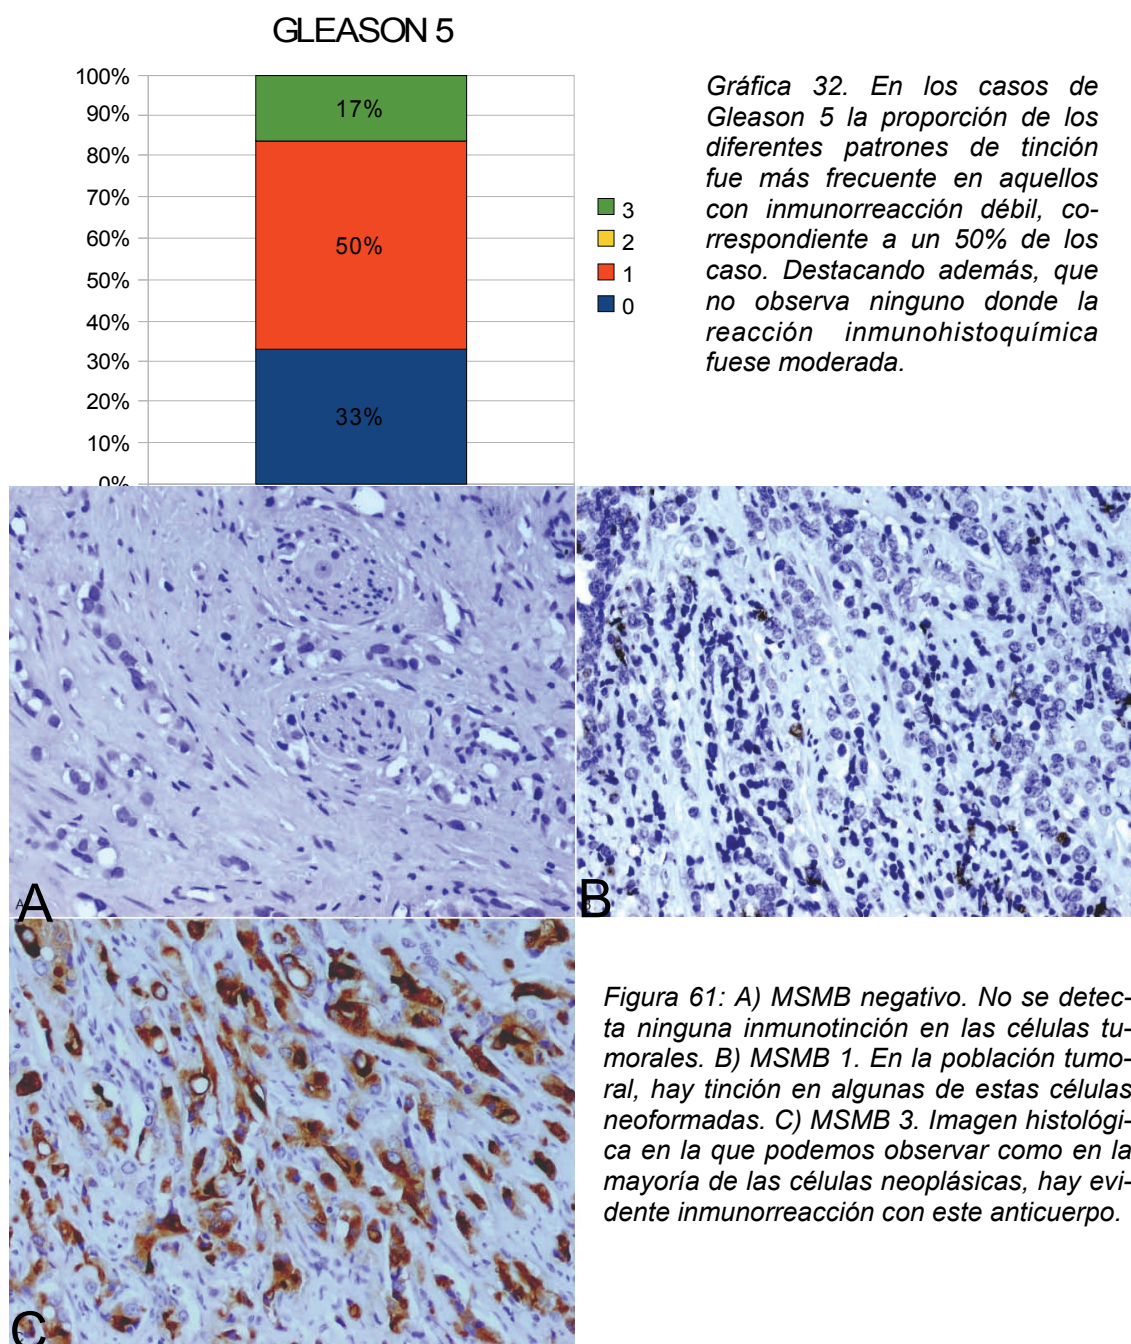 GLEASON 5
100%
90%
80%
70%
60%
50%
40%
30%
20%
10%
0%
17%
50%
33%
3
2
1
0
Gráfica 32. En los casos de
Gleason 5 la proporción de los
diferentes patrones de tinción
fue más frecuente en aquellos
con inmunorreacción débil, co-
rrespondiente a un 50% de los
caso. Destacando además, que
no observa ninguno donde la
reacción inmunohistoquímica
fuese moderada.
A
B
C
Figura 61: A) MSMB negativo. No se detec-
ta ninguna inmunotinción en las células tu-
morales. B) MSMB 1. En la población tumo-
ral, hay tinción en algunas de estas células
neoformadas. C) MSMB 3. Imagen histológi-
ca en la que podemos observar como en la
mayoría de las células neoplásicas, hay evi-
dente inmunorreacción con este anticuerpo.